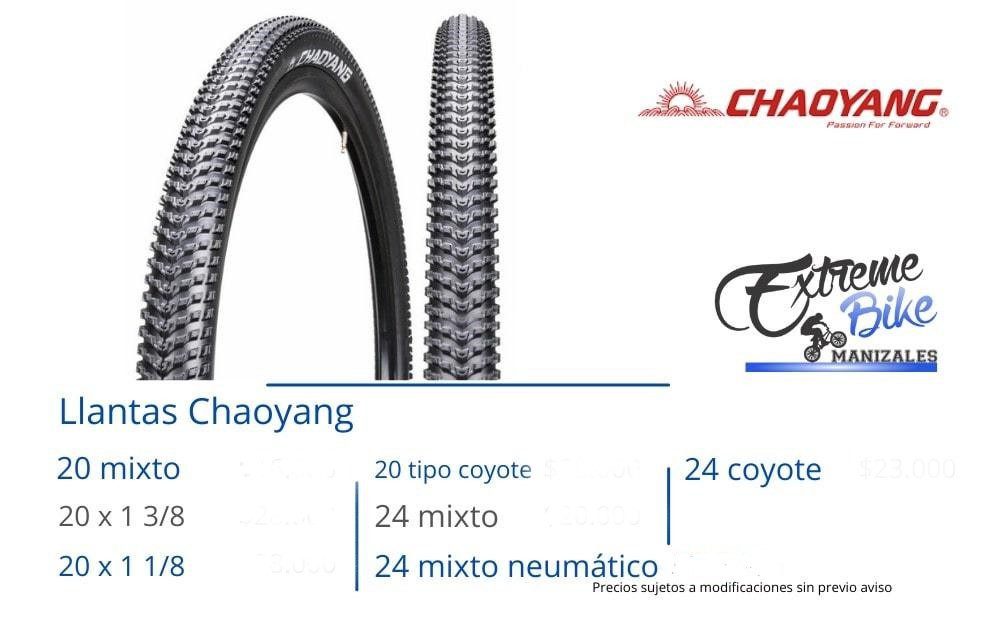 CHAOYANG
CHAOYANG®
Passion For Forward
Extreme
Bike
MANIZALES
Llantas Chaoyang
20 mixto
20 tipo coyote
24 coyote $23.000
20 x 1 3/8
24 mixto
20 x 1 1/8
24 mixto neumático
Precios sujetos a modificaciones sin previo aviso